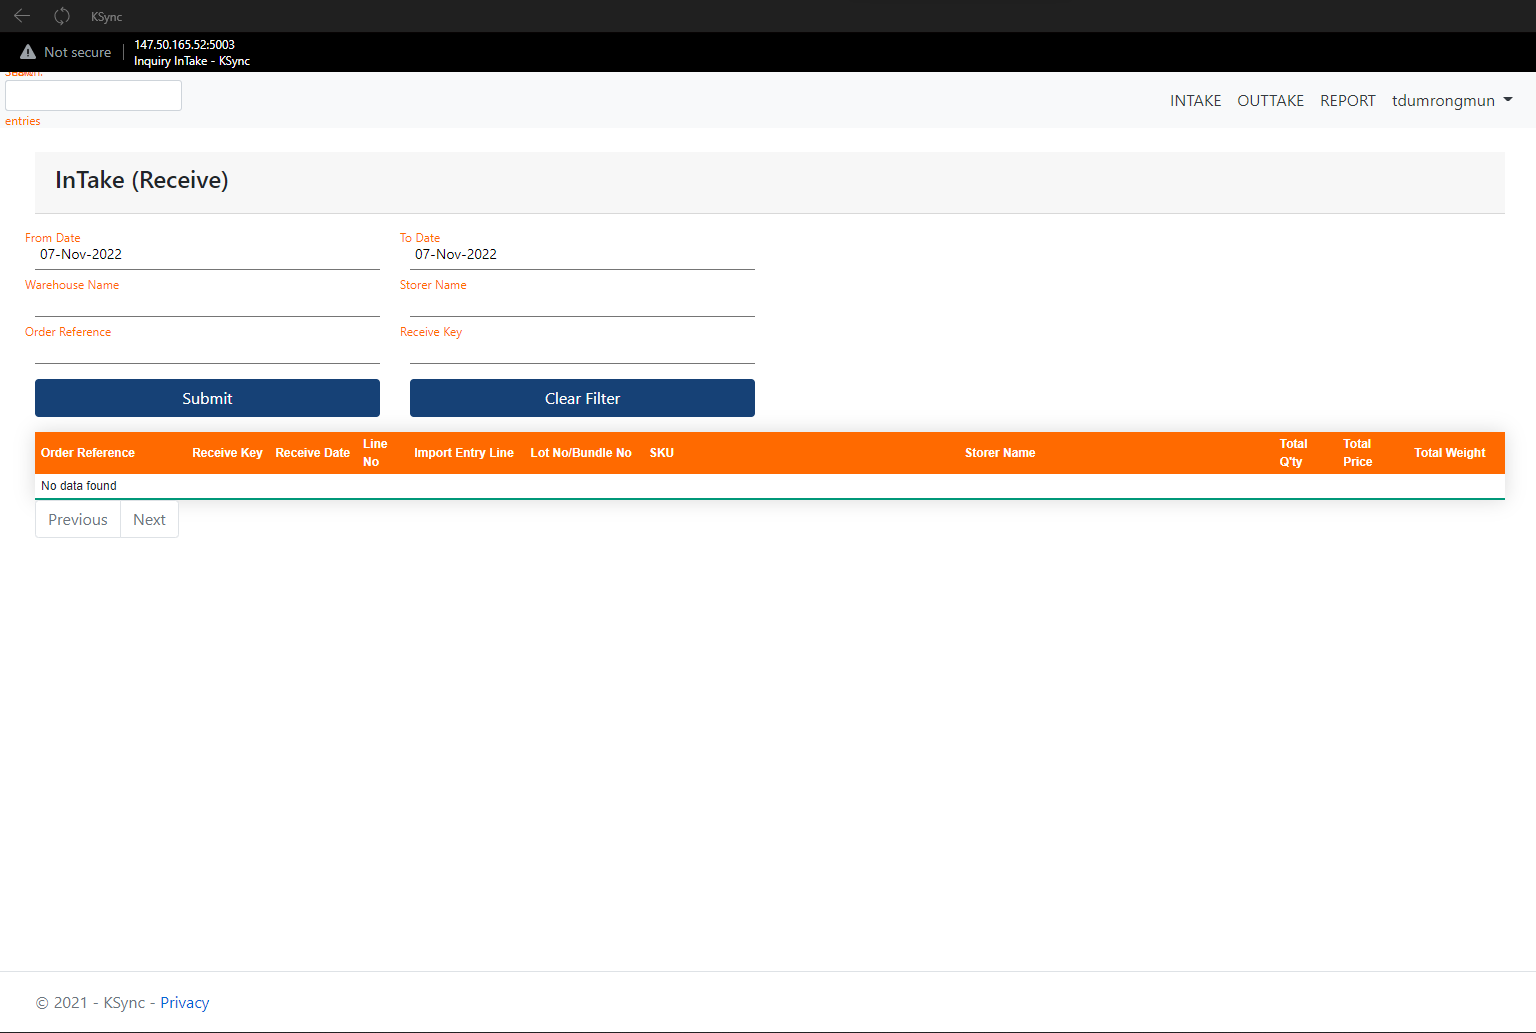 KSync
Not secure
147.50.165.52:5003
Inquiry InTake - KSync
entries
INTAKE OUTTAKE REPORT tdumrongmun
InTake (Receive)
From Date
07-Nov-2022
To Date
07-Nov-2022
Warehouse Name
Storer Name
Order Reference
Receive Key
Submit
Clear Filter
Order Reference Receive Key Receive Date Line No Import Entry Line Lot No/Bundle No SKU Storer Name Total Q'ty Total Price Total Weight
No data found
Previous Next
© 2021 - KSync - Privacy